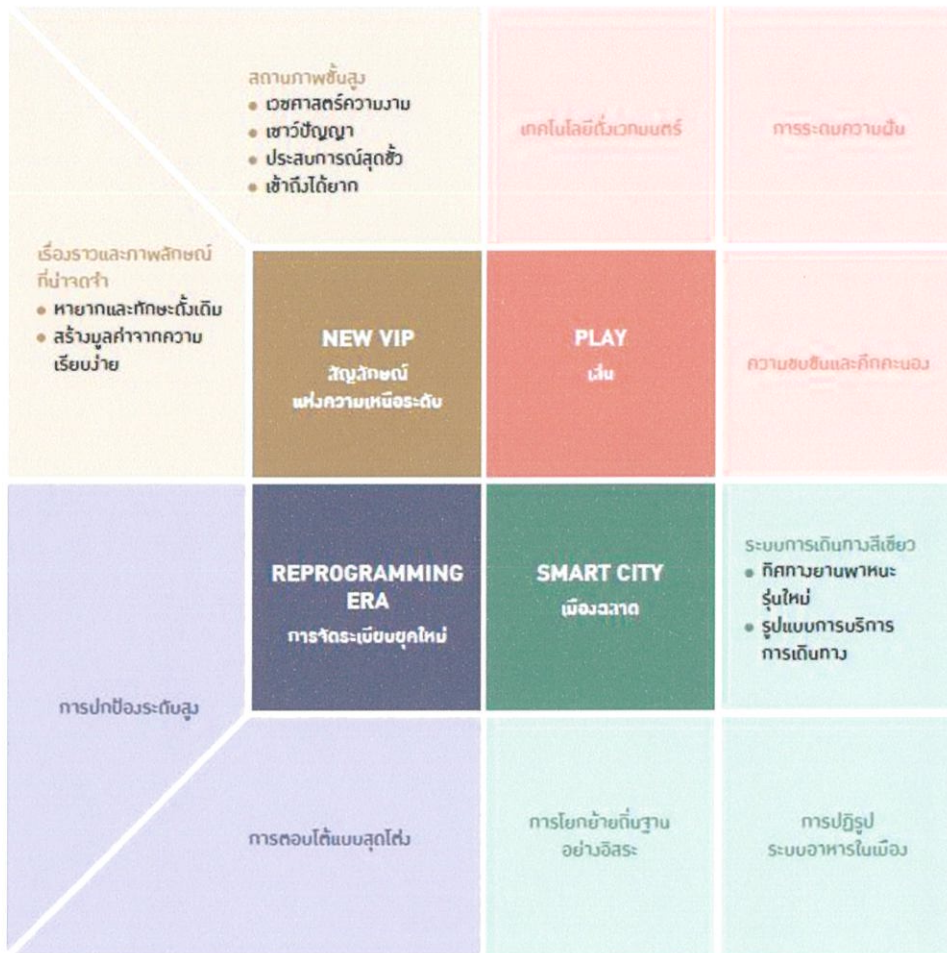 สถานภาพชั้นสูง
เวชศาสตร์ความงาม
เชาว์ปัญญา
ประสบการณ์สุดขั้ว
เข้าถึงได้ยาก
เทคโนโลยีดั่งเวทมนตร์
การระดมความฝัน
เรื่องราวและภาพลักษณ์
ที่น่าจดจำ
หายากและทักษะดั้งเดิม
สร้างมูลค่าจากความ
เรียบง่าย
NEW VIP
สัญลักษณ์
แห่งความเหนือระดับ
PLAY
เล่น
ความขบขันและคึกคะนอง
REPROGRAMMING
ERA
การจัดระเบียบยุคใหม่
SMART CITY
เมืองฉลาด
ระบบการเดินทางสีเขียว
ทิศทางยานพาหนะ
รุ่นใหม่
รูปแบบการบริการ
การเดินทาง
การปกป้องระดับสูง
การตอบโต้แบบสุดโต่ง
การโยกย้ายถิ่นฐาน
อย่างอิสระ
การปฏิรูป
ระบบอาหารในเมือง